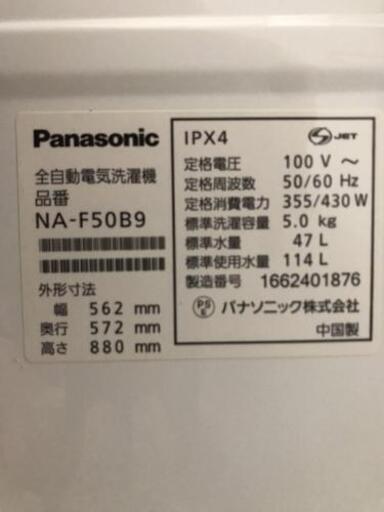 Panasonic
全自動電気洗濯機
品番
NA-F50B9
外形寸法
幅 562 mm
奥行 572 mm
高さ 880 mm
IPX4 S JET
定格電圧 100 V ～
定格周波数 50/60 Hz
定格消費電力 355/430 W
標準洗濯容量 5.0 kg
標準水量 47 L
標準使用水量 114 L
製造番号 1662401876
PS E パナソニック株式会社
中国製